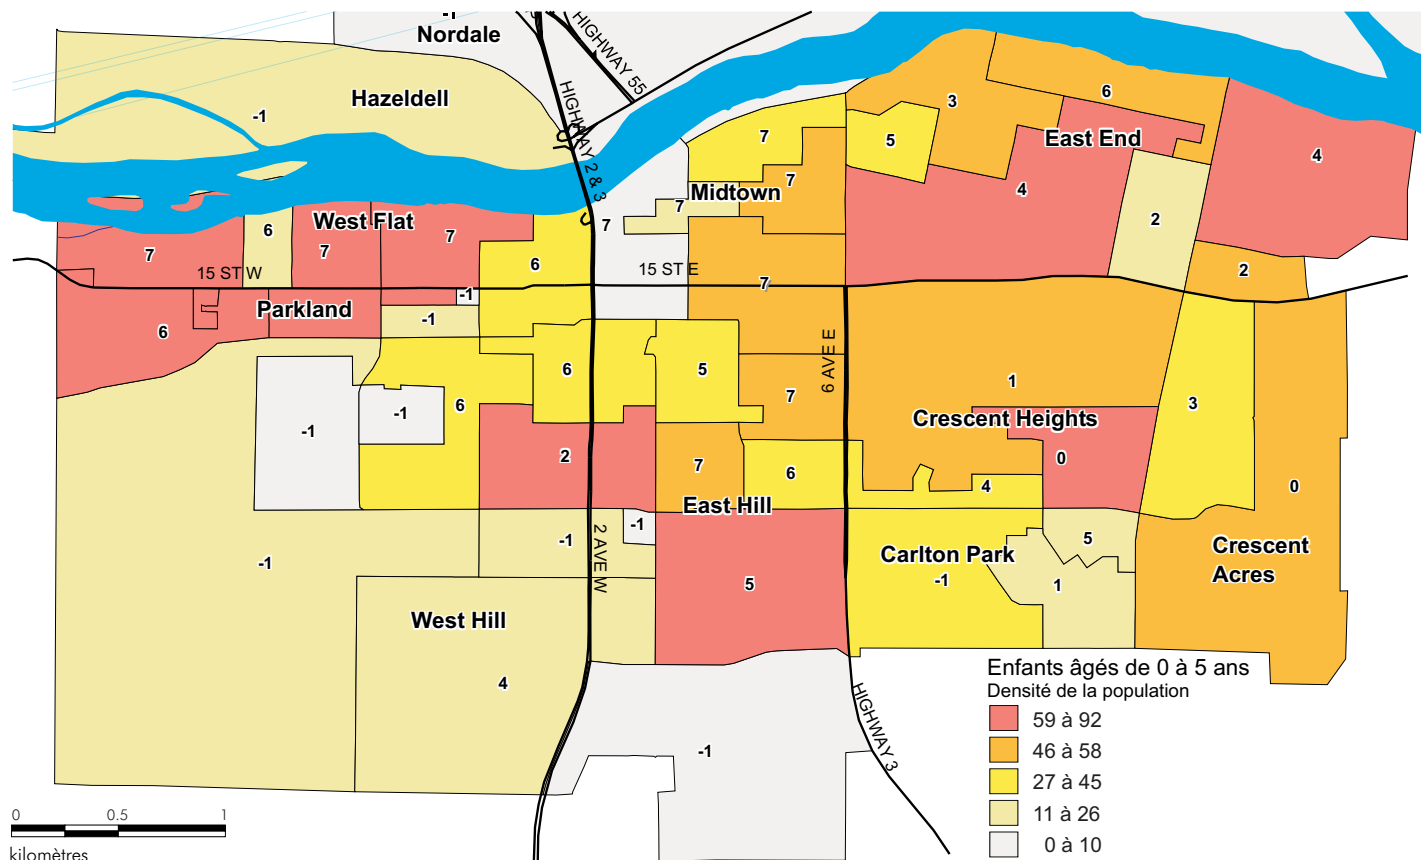 -1
Nordale
HIGHWAY 55
Hazeldell
-1
HIGHWAY 2 & 3
3
6
7
5
East End
4
7
Midtown
4
7
2
6
West Flat
7
7
7
7
6
15 ST W
15 ST E
2
7
-1
Parkland
-1
6
6 AVE E
6
5
1
7
3
6
-1
-1
Crescent Heights
2
7
6
0
4
0
East Hill
-1
-1
2 AVE W
5
Crescent
Acres
Carlton Park
-1
-1
5
1
West Hill
4
HIGHWAY 3
-1
Enfants âgés de 0 à 5 ans
Densité de la population
59 à 92
46 à 58
27 à 45
11 à 26
0 à 10
0 0.5 1
kilomètres